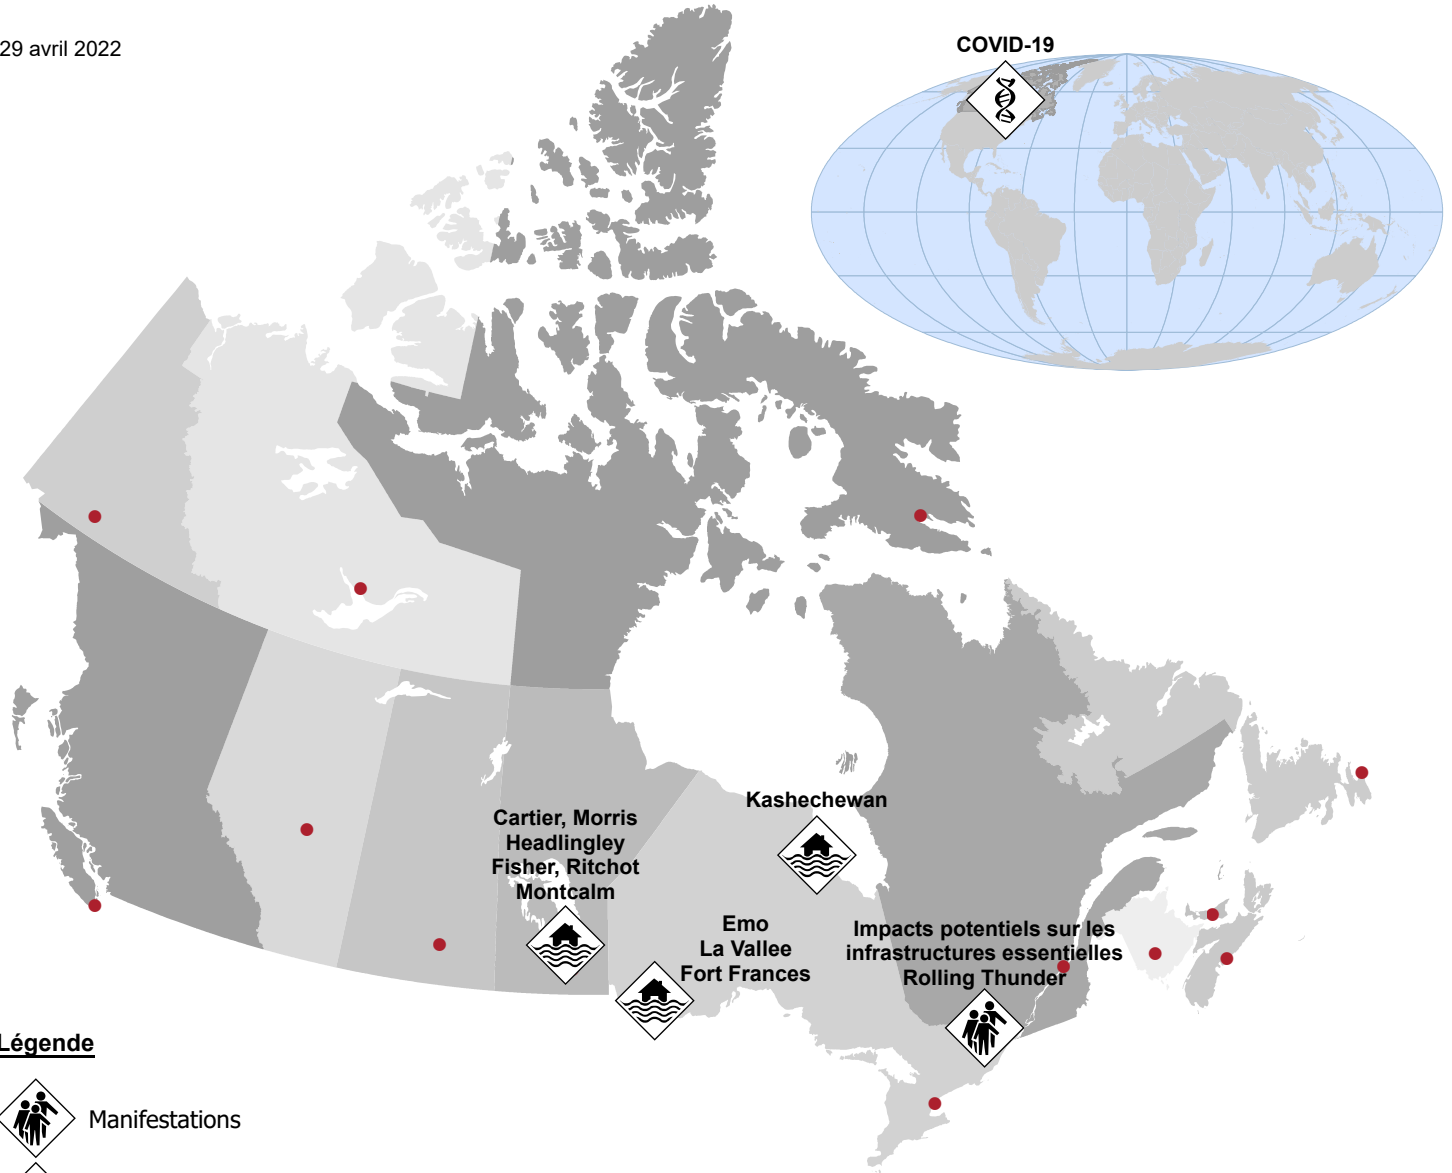 29 avril 2022
COVID-19
Kashechewan
Cartier, Morris
Headlingley
Fisher, Ritchot
Montcalm
Emo
La Vallee
Fort Frances
Impacts potentiels sur les
infrastructures essentielles
Rolling Thunder
Légende
Manifestations